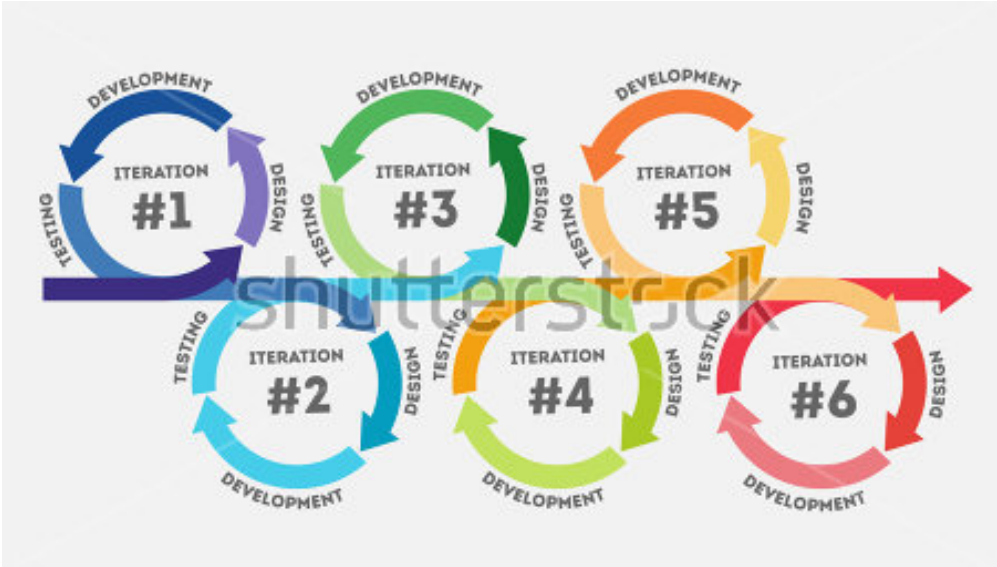 DEVELOPMENT
ITERATION
#1
DESIGN
TESTING
DEVELOPMENT
ITERATION
#3
DESIGN
TESTING
DEVELOPMENT
ITERATION
#5
DESIGN
TESTING
shutterstock
TESTING
ITERATION
#2
DESIGN
DEVELOPMENT
TESTING
ITERATION
#4
DESIGN
DEVELOPMENT
TESTING
ITERATION
#6
DESIGN
DEVELOPMENT